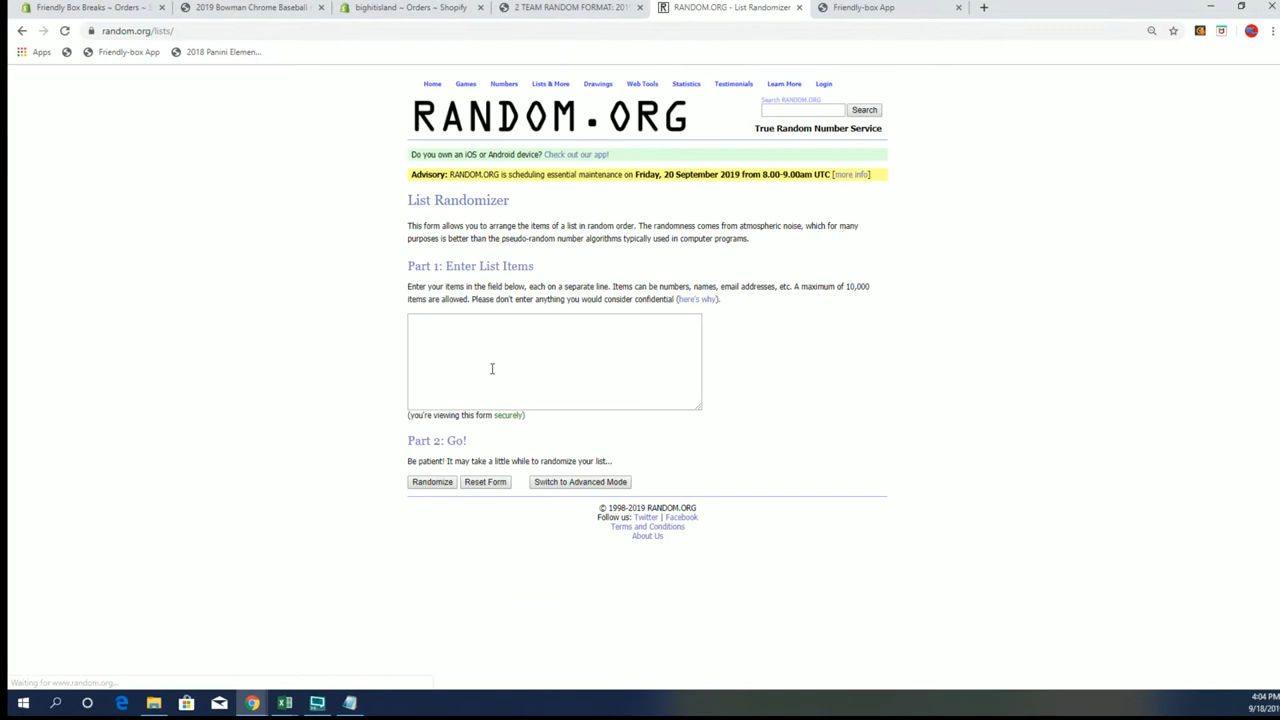 Friendly Box Breaks ~ Orders ~ S
2019 Bowman Chrome Baseball
bighitisland ~ Orders ~ Shopify
2 TEAM RANDOM FORMAT: 201
RANDOM.ORG - List Randomizer
Friendly-box App
random.org/lists/
Apps
Friendly-box App
2018 Panini Elemen...
Home
Games
Numbers
Lists & More
Drawings
Web Tools
Statistics
Testimonials
Learn More
Login
RANDOM.ORG
Search RANDOM.ORG
Search
True Random Number Service
Do you own an iOS or Android device? Check out our app!
Advisory: RANDOM.ORG is scheduling essential maintenance on Friday, 20 September 2019 from 8.00-9.00am UTC [more info]
List Randomizer
This form allows you to arrange the items of a list in random order. The randomness comes from atmospheric noise, which for many
purposes is better than the pseudo-random number algorithms typically used in computer programs.
Part 1: Enter List Items
Enter your items in the field below, each on a separate line. Items can be numbers, names, email addresses, etc. A maximum of 10,000
items are allowed. Please don't enter anything you would consider confidential (here's why).
(you're viewing this form securely)
Part 2: Go!
Be patient! It may take a little while to randomize your list...
Randomize
Reset Form
Switch to Advanced Mode
© 1998-2019 RANDOM.ORG
Follow us: Twitter | Facebook
Terms and Conditions
About Us
Waiting for www.random.org...
4:04 PM
9/18/201